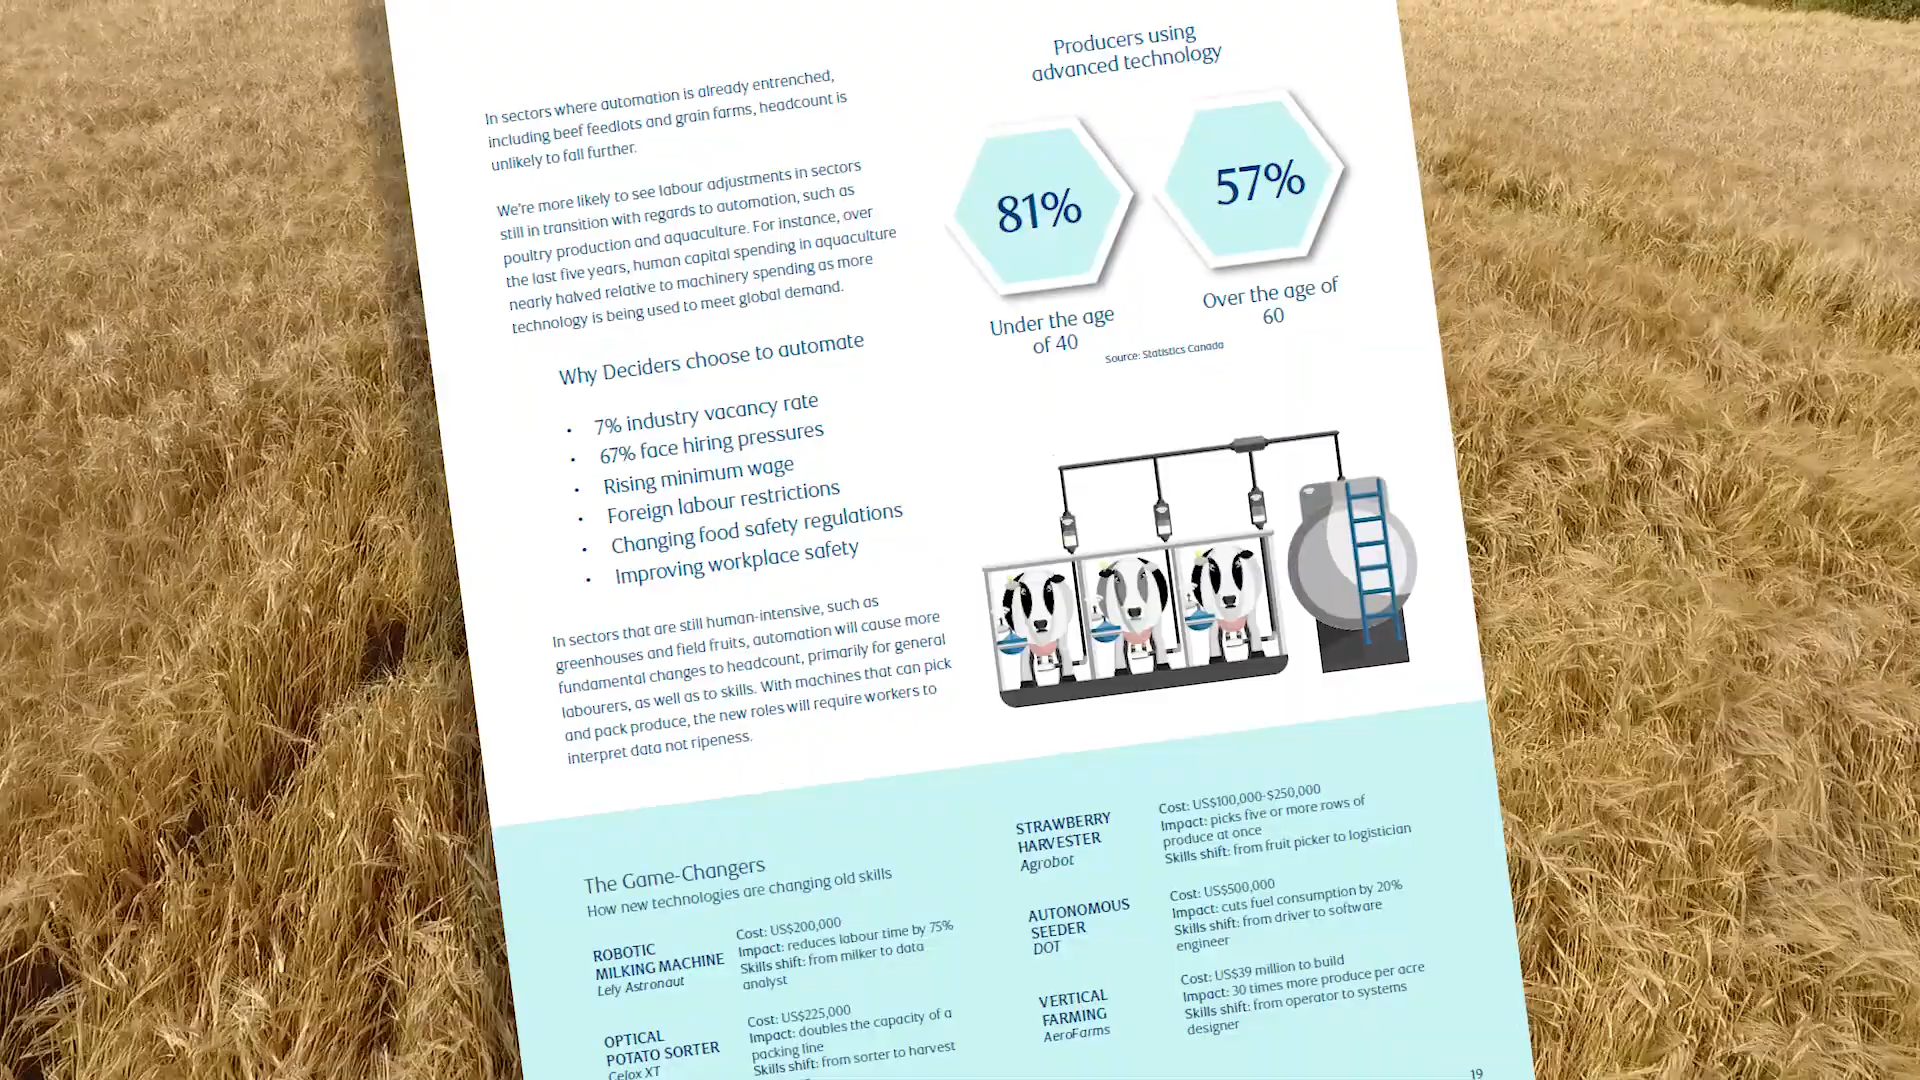 In sectors where automation is already entrenched,
including beef feedlots and grain farms, headcount is
unlikely to fall further.
We're more likely to see labour adjustments in sectors
still in transition with regards to automation, such as
poultry production and aquaculture. For instance, over
the last five years, human capital spending in aquaculture
nearly halved relative to machinery spending as more
technology is being used to meet global demand.
Why Deciders choose to automate
• 7% industry vacancy rate
• 67% face hiring pressures
• Rising minimum wage
• Foreign labour restrictions
• Changing food safety regulations
• Improving workplace safety
In sectors that are still human-intensive, such as
greenhouses and field fruits, automation will cause more
fundamental changes to headcount, primarily for general
labourers, as well as to skills. With machines that can pick
and pack produce, the new roles will require workers to
interpret data not ripeness.
Producers using
advanced technology
81%
57%
Under the age
of 40
Over the age of
60
Source: Statistics Canada
The Game-Changers
How new technologies are changing old skills
ROBOTIC
MILKING MACHINE
Lely Astronaut
Cost: US$200,000
Impact: reduces labour time by 75%
Skills shift: from milker to data
analyst
OPTICAL
POTATO SORTER
Celox XT
Cost: US$225,000
Impact: doubles the capacity of a
packing line
Skills shift: from sorter to harvest
STRAWBERRY
HARVESTER
Agrobot
Cost: US$100,000-$250,000
Impact: picks five or more rows of
produce at once
Skills shift: from fruit picker to logistician
AUTONOMOUS
SEEDER
DOT
Cost: US$500,000
Impact: cuts fuel consumption by 20%
Skills shift: from driver to software
engineer
VERTICAL
FARMING
AeroFarms
Cost: US$39 million to build
Impact: 30 times more produce per acre
Skills shift: from operator to systems
designer
19